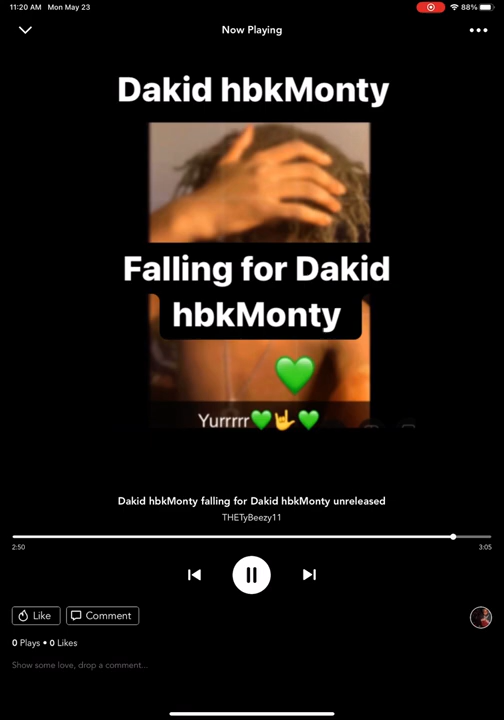 11:20 AM Mon May 23
88%
Now Playing
Dakid hbkMonty
Falling for Dakid
hbkMonty
Yurrrrr💚🤟💚
Dakid hbkMonty falling for Dakid hbkMonty unreleased
THETyBeezy11
2:50
3:05
Like
Comment
0 Plays • 0 Likes
Show some love, drop a comment...